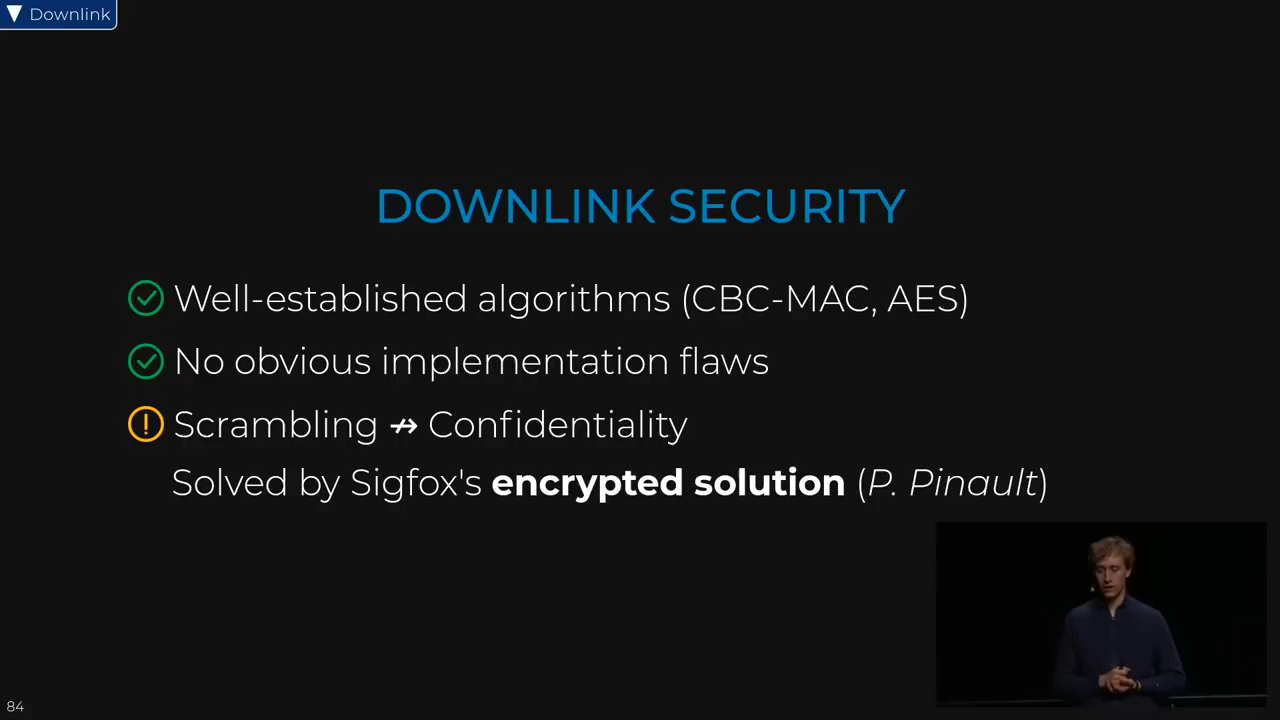 Downlink
DOWNLINK SECURITY
Well-established algorithms (CBC-MAC, AES)
No obvious implementation flaws
Scrambling ↛ Confidentiality
Solved by Sigfox's encrypted solution (P. Pinault)
84